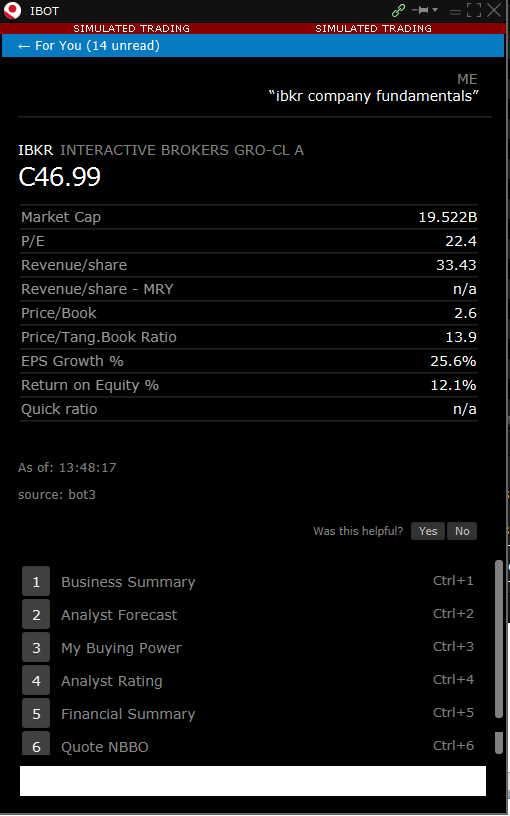 IBOT
SIMULATED TRADING SIMULATED TRADING
← For You (14 unread)
ME
“ibkr company fundamentals”
IBKR INTERACTIVE BROKERS GRO-CL A
C46.99
Market Cap 19.522B
P/E 22.4
Revenue/share 33.43
Revenue/share - MRY n/a
Price/Book 2.6
Price/Tang.Book Ratio 13.9
EPS Growth % 25.6%
Return on Equity % 12.1%
Quick ratio n/a
As of: 13:48:17
source: bot3
Was this helpful? Yes No
1 Business Summary Ctrl+1
2 Analyst Forecast Ctrl+2
3 My Buying Power Ctrl+3
4 Analyst Rating Ctrl+4
5 Financial Summary Ctrl+5
6 Quote NBBO Ctrl+6